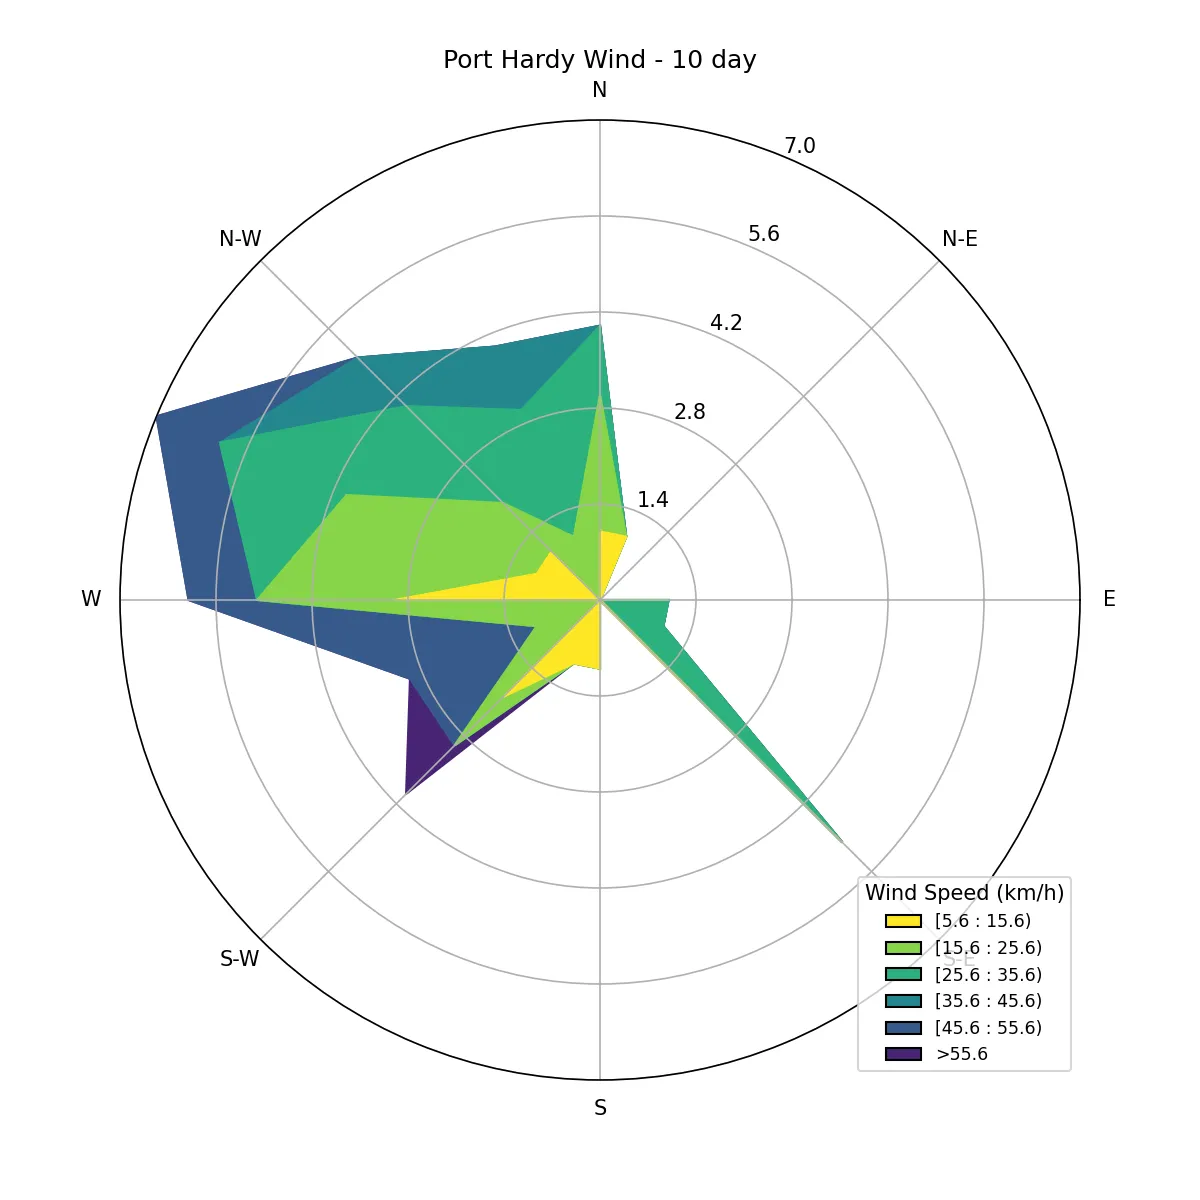 Port Hardy Wind - 10 day
N
7.0
N-W
N-E
5.6
4.2
2.8
1.4
W
E
S-W
S-E
S
Wind Speed (km/h)
[5.6 : 15.6)
[15.6 : 25.6)
[25.6 : 35.6)
[35.6 : 45.6)
[45.6 : 55.6)
>55.6